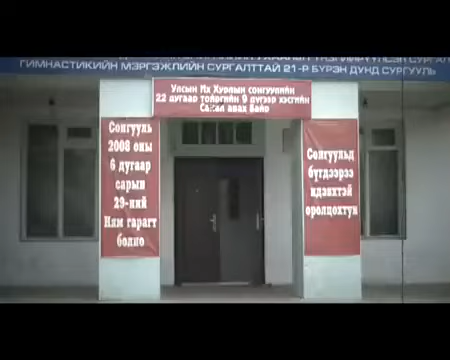 ГИМНАСТИКИЙН МЭРГЭЖЛИЙН СУРГАЛТТАЙ 21-Р БҮРЭН ДУНД СУРГУУЛЬ
Улсын Их Хурлын сонгуулийн
22 дугаар тойргийн 9 дүгээр хэсгийн
Санал авах байр
Сонгууль
2008 оны
6 дугаар
сарын
29-ний
Ням гарагт
болно
Сонгуульд
бүгдээрээ
идэвхтэй
оролцохтун